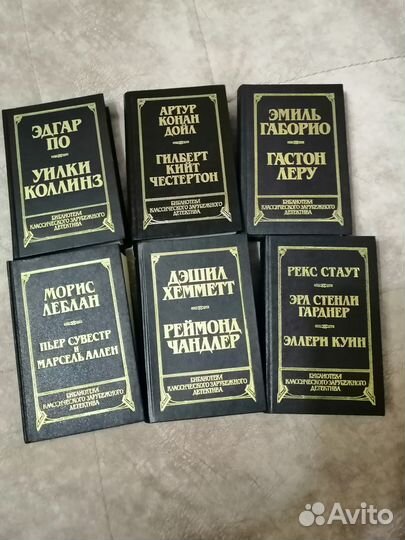 ЭДГАР
ПО
УИЛКИ
КОЛЛИНЗ
БИБЛИОТЕКА
КЛАССИЧЕСКОГО ЗАРУБЕЖНОГО
ДЕТЕКТИВА
АРТУР
КОНАН
ДОЙЛ
ГИЛБЕРТ
КИЙТ
ЧЕСТЕРТОН
БИБЛИОТЕКА
КЛАССИЧЕСКОГО ЗАРУБЕЖНОГО
ДЕТЕКТИВА
ЭМИЛЬ
ГАБОРИО
ГАСТОН
ЛЕРУ
БИБЛИОТЕКА
КЛАССИЧЕСКОГО ЗАРУБЕЖНОГО
ДЕТЕКТИВА
МОРИС
ЛЕБЛАН
ПЬЕР СУВЕСТР
И
МАРСЕЛЬ АЛЛЕН
БИБЛИОТЕКА
КЛАССИЧЕСКОГО ЗАРУБЕЖНОГО
ДЕТЕКТИВА
ДЭШИЛ
ХЕММЕТТ
РЕЙМОНД
ЧАНДЛЕР
БИБЛИОТЕКА
КЛАССИЧЕСКОГО ЗАРУБЕЖНОГО
ДЕТЕКТИВА
РЕКС СТАУТ
ЭРЛ СТЕНЛИ
ГАРДНЕР
ЭЛЛЕРИ КУИН
БИБЛИОТЕКА
КЛАССИЧЕСКОГО ЗАРУБЕЖНОГО
ДЕТЕКТИВА
Avito